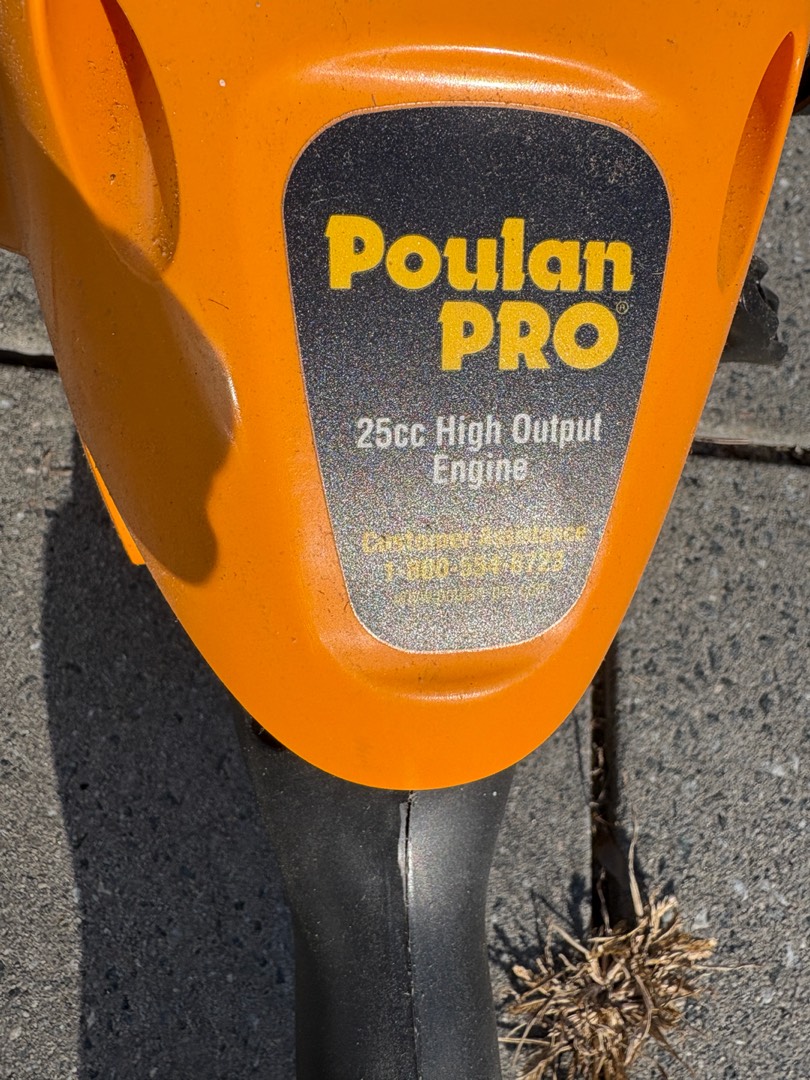 Poulan
PRO®
25cc High Output
Engine
Customer Assistance